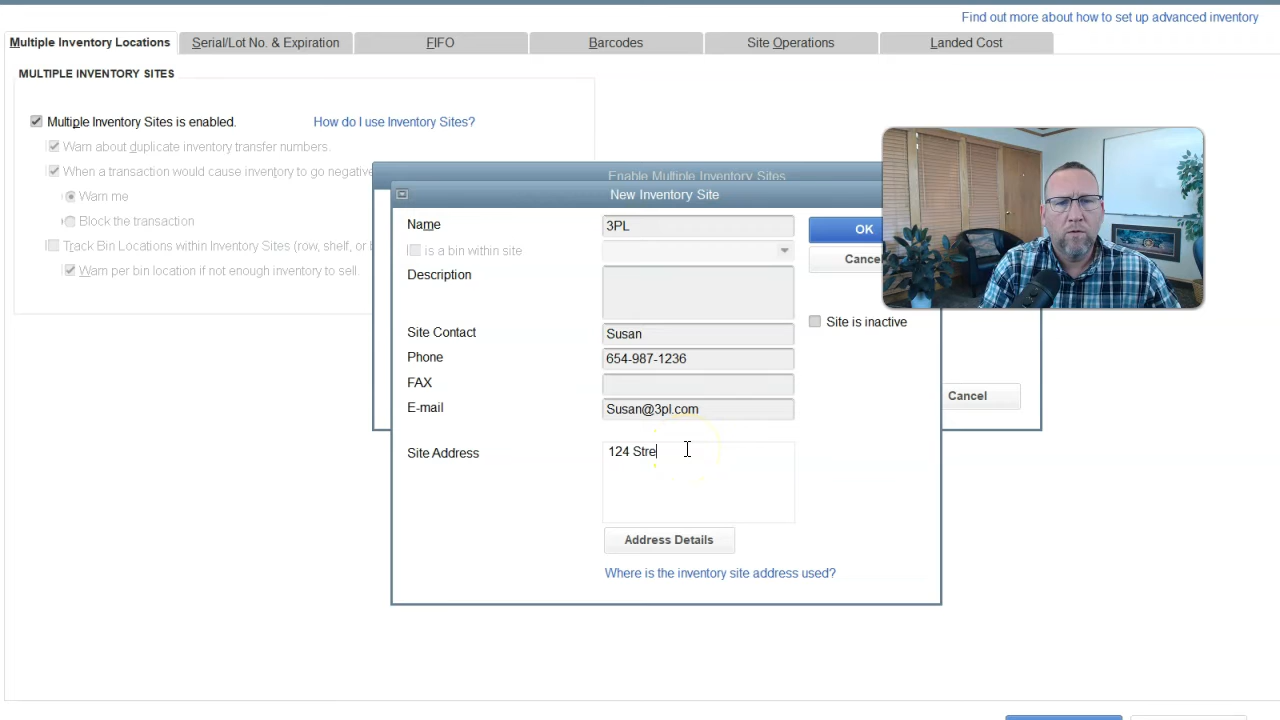 Find out more about how to set up advanced inventory
Multiple Inventory Locations
Serial/Lot No. & Expiration
FIFO
Barcodes
Site Operations
Landed Cost
MULTIPLE INVENTORY SITES
Multiple Inventory Sites is enabled.
How do I use Inventory Sites?
Warn about duplicate inventory transfer numbers.
When a transaction would cause inventory to go negative
Warn me
Block the transaction
Track Bin Locations within Inventory Sites (row, shelf, or b
Warn per bin location if not enough inventory to sell.
Enable Multiple Inventory Sites
New Inventory Site
Name
3PL
OK
is a bin within site
Cance
Description
Site Contact
Susan
Site is inactive
Phone
654-987-1236
FAX
Cancel
E-mail
Susan@3pl.com
Site Address
124 Stre
Address Details
Where is the inventory site address used?